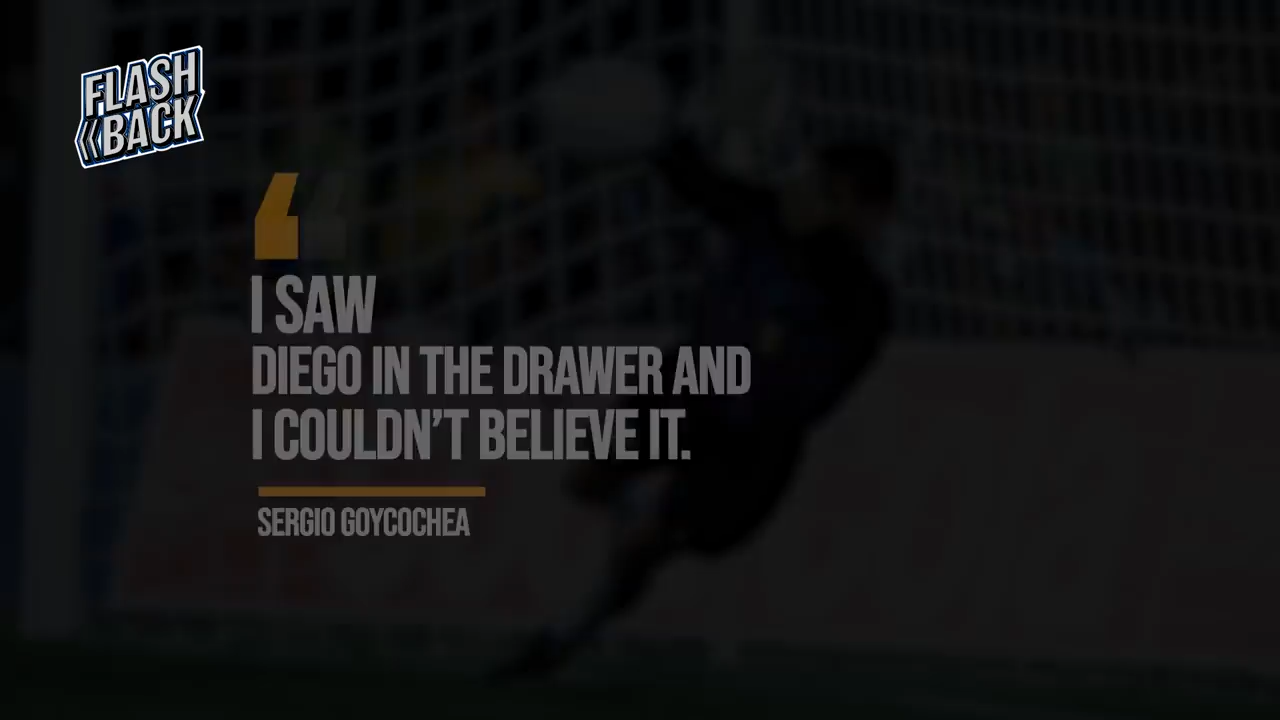 FLASH
BACK
I SAW
DIEGO IN THE DRAWER AND
I COULDN'T BELIEVE IT.
SERGIO GOYCOCHEA